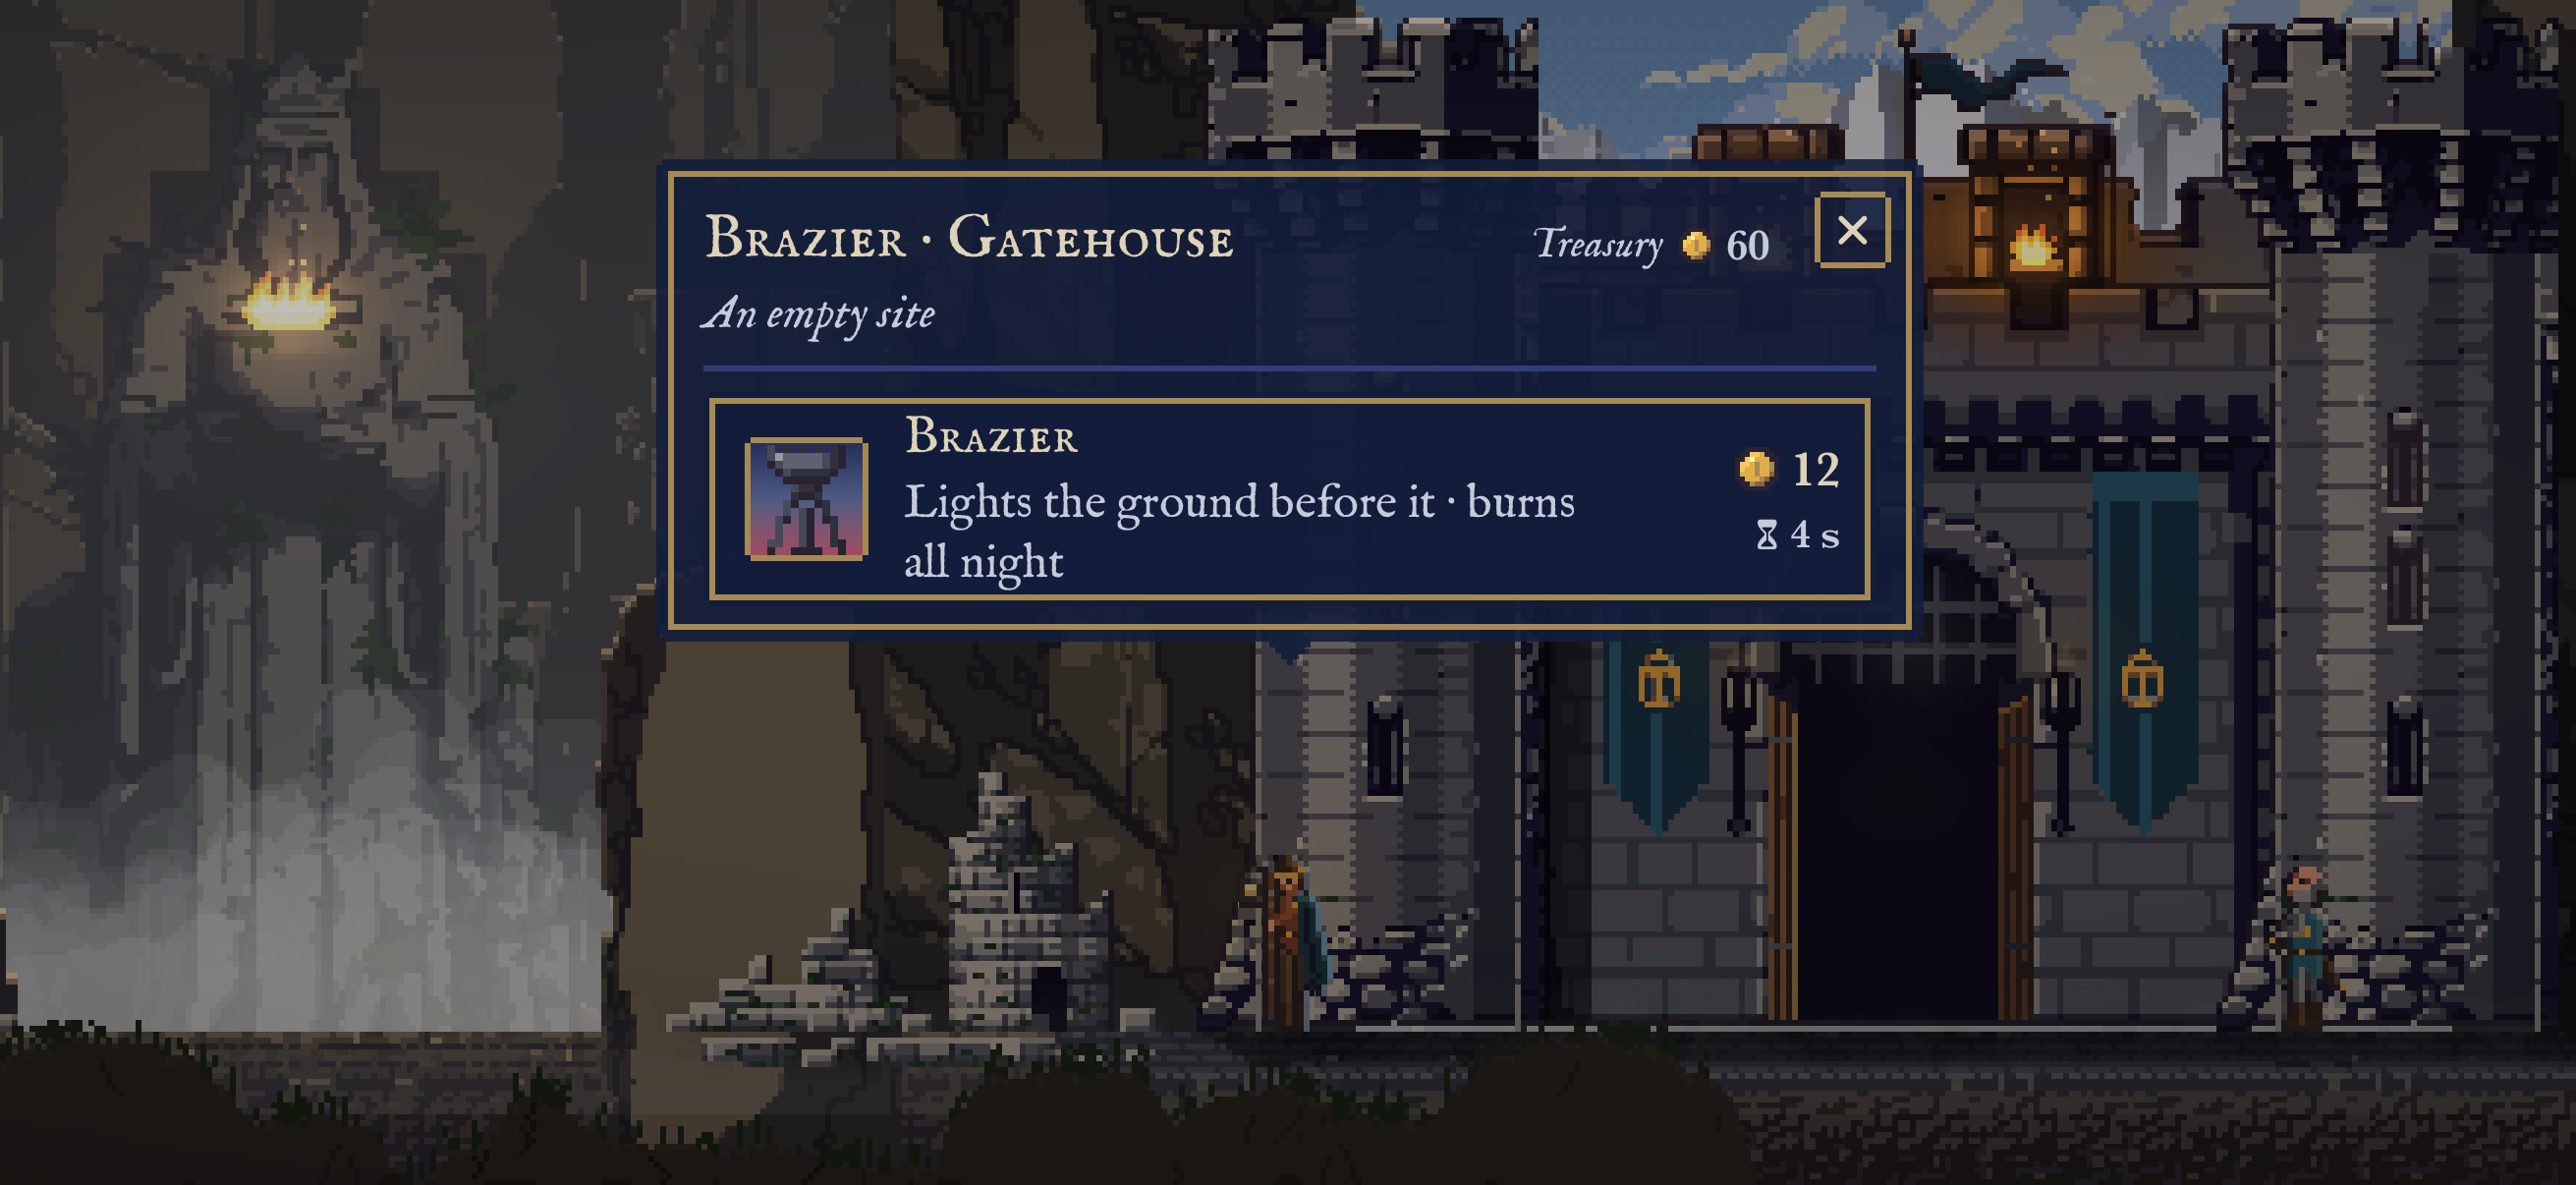 Brazier · Gatehouse
Treasury 60
An empty site
Brazier
Lights the ground before it · burns
all night
12
4 s